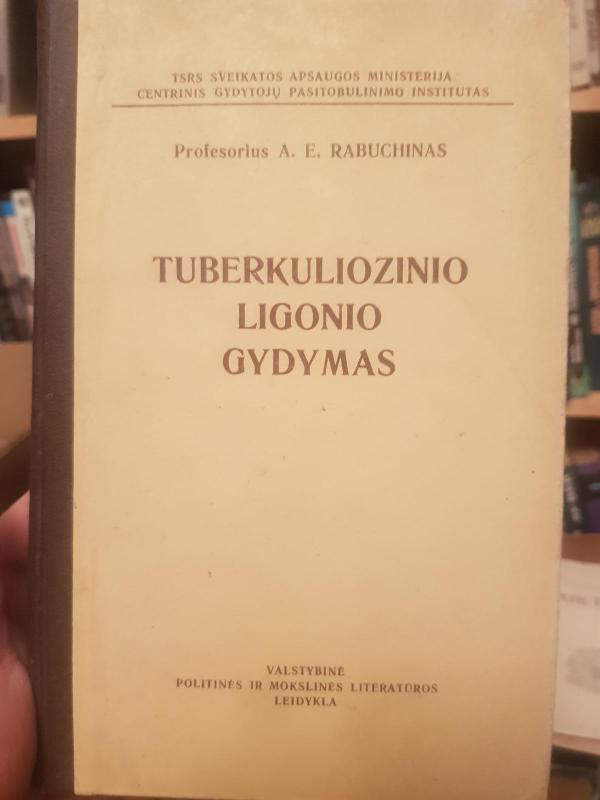 TSRS SVEIKATOS APSAUGOS MINISTERIJA
CENTRINIS GYDYTOJŲ PASITOBULINIMO INSTITUTAS
Profesorius A. E. RABUCHINAS
TUBERKULIOZINIO
LIGONIO
GYDYMAS
VALSTYBINĖ
POLITINĖS IR MOKSLINĖS LITERATŪROS
LEIDYKLA